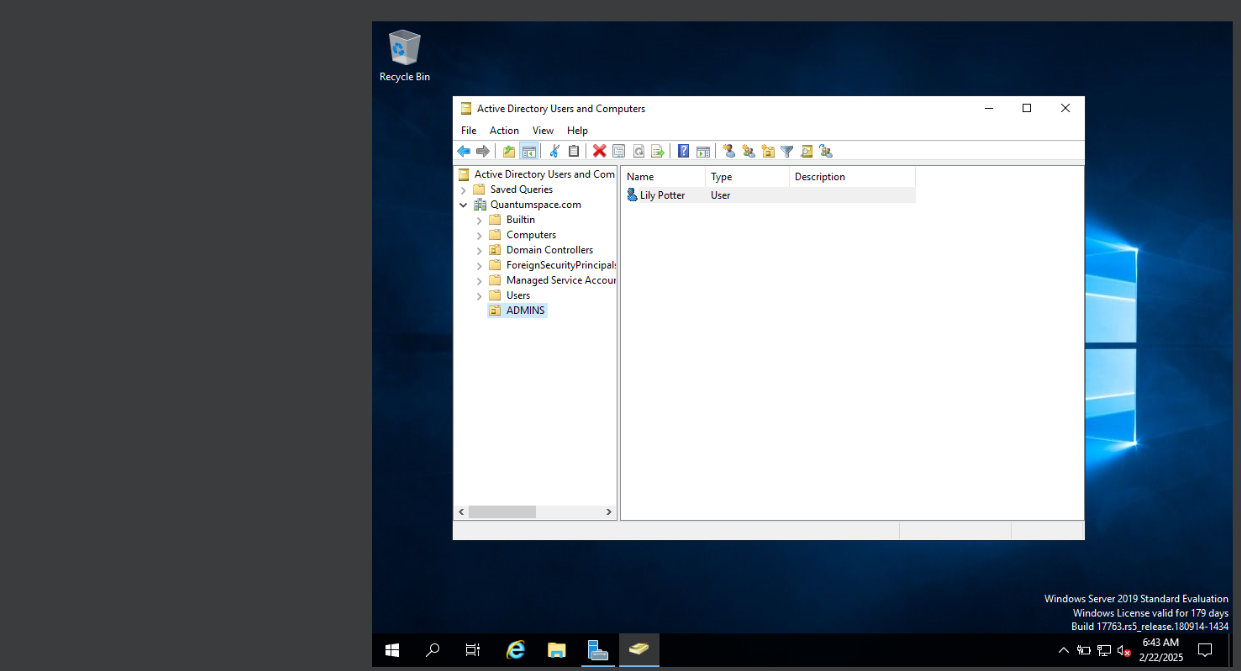 Recycle Bin
Active Directory Users and Computers
File Action View Help
Active Directory Users and Com
Saved Queries
Quantumspace.com
Builtin
Computers
Domain Controllers
ForeignSecurityPrincipals
Managed Service Accour
Users
ADMINS
Name Type Description
Lily Potter User
Windows Server 2019 Standard Evaluation
Windows License valid for 179 days
Build 17763.rs5_release.180914-1434
6:43 AM
2/22/2025